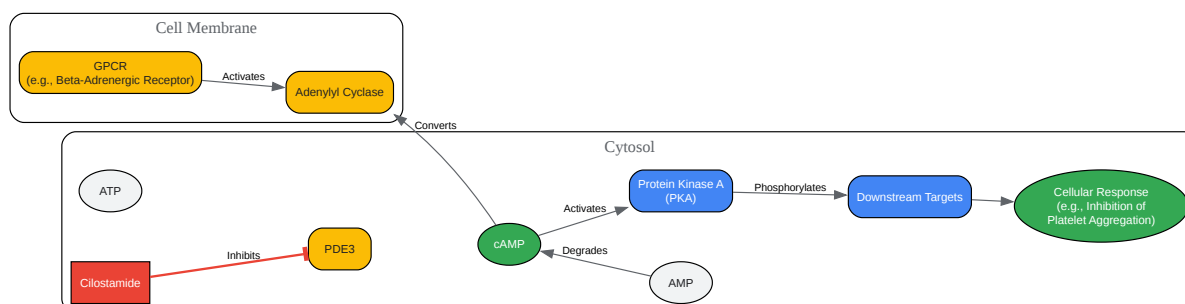 Cell Membrane
GPCR
(e.g., Beta-Adrenergic Receptor)
Activates
Adenylyl Cyclase
Converts
Cytosol
ATP
Protein Kinase A
(PKA)
Phosphorylates
Downstream Targets
Cellular Response
(e.g., Inhibition of
Platelet Aggregation)
Activates
cAMP
Degrades
AMP
PDE3
Inhibits
Cilostamide